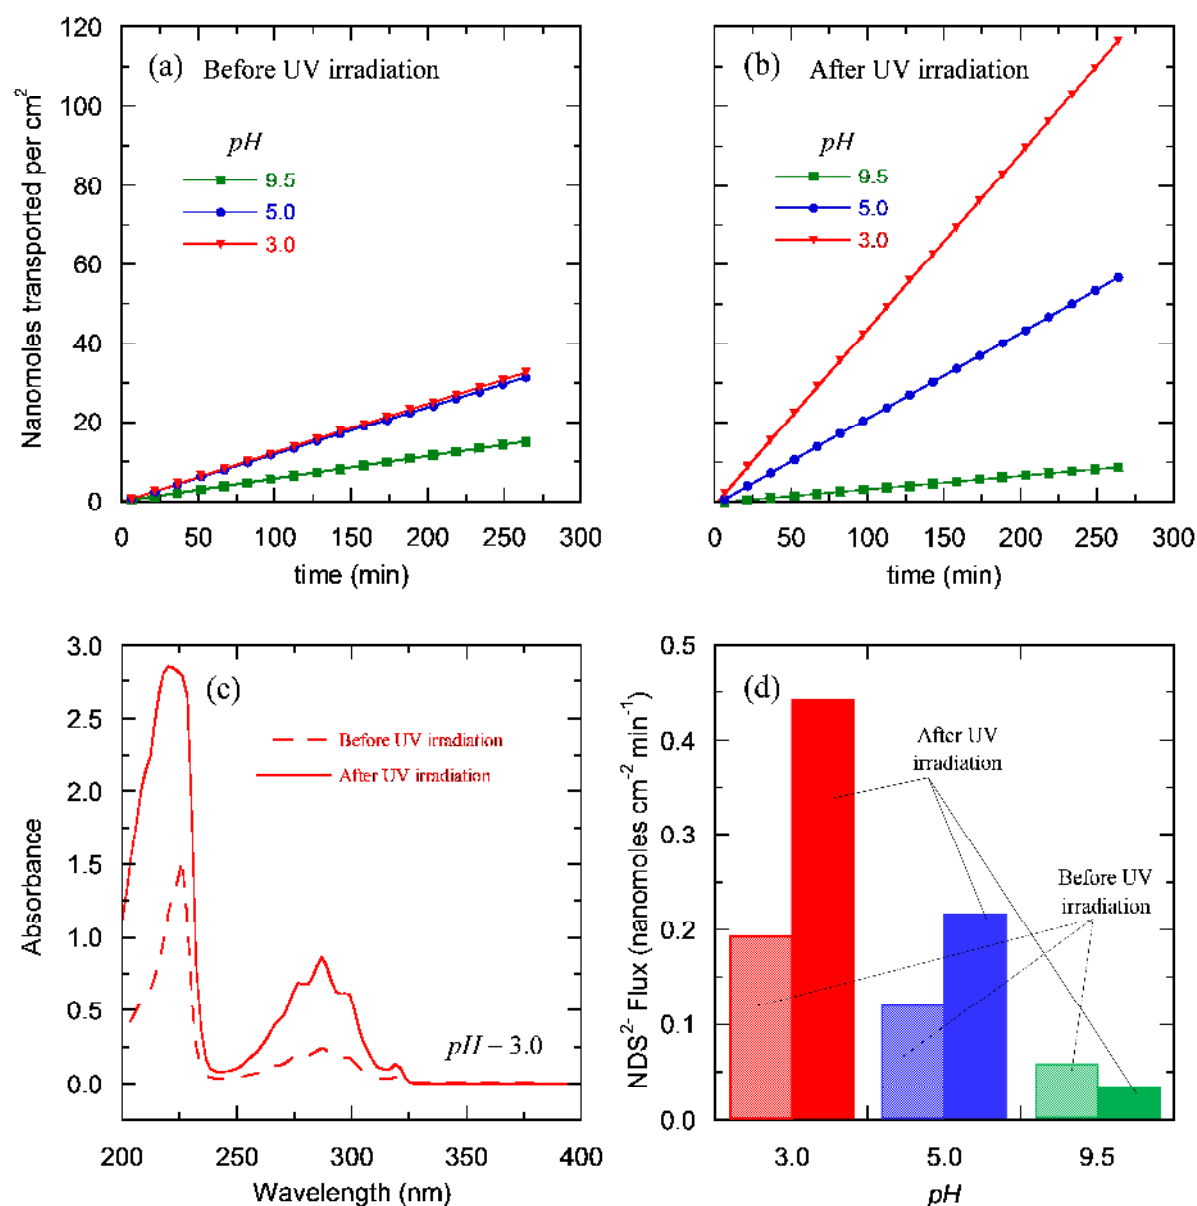 (a) Before UV irradiation
pH
9.5
5.0
3.0
Nanomoles transported per cm²
0 20 40 60 80 100 120
0 50 100 150 200 250 300
time (min)
(b) After UV irradiation
pH
9.5
5.0
3.0
0 50 100 150 200 250 300
time (min)
(c)
Before UV irradiation
After UV irradiation
pH – 3.0
Absorbance
0.0 0.5 1.0 1.5 2.0 2.5 3.0
200 250 300 350 400
Wavelength (nm)
(d)
After UV
irradiation
Before UV
irradiation
NDS²⁻ Flux (nanomoles cm⁻² min⁻¹)
0.0 0.1 0.2 0.3 0.4 0.5
3.0 5.0 9.5
pH